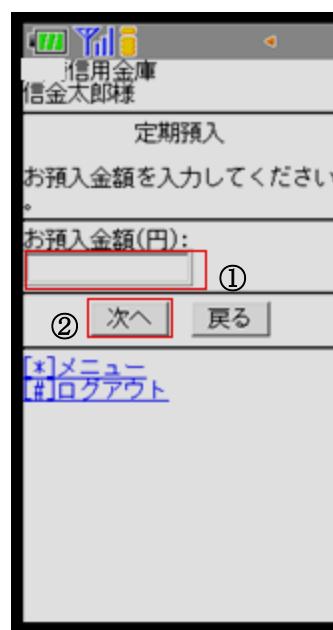 信用金庫
信金太郎様
定期預入
お預入金額を入力してください
。
お預入金額(円):
①
② 次へ 戻る
[*]メニュー
[#]ログアウト